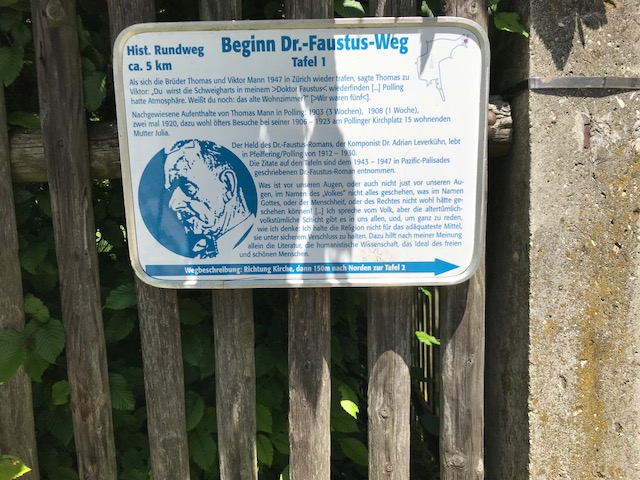 Hist. Rundweg
ca. 5 km
Beginn Dr.-Faustus-Weg
Tafel 1
Als sich die Brüder Thomas und Viktor Mann 1947 in Zürich wieder trafen, sagte Thomas zu
Viktor: „Du wirst die Schweigharts in meinem >Doktor Faustus< wiederfinden [...] Polling
hatte Atmosphäre. Weißt du noch: das alte Wohnzimmer?" [>Wir waren fünf<].
Nachgewiesene Aufenthalte von Thomas Mann in Polling: 1903 (3 Wochen), 1908 (1 Woche),
zwei mal 1920, dazu wohl öfters Besuche bei seiner 1906 – 1923 am Pollinger Kirchplatz 15 wohnenden
Mutter Julia.
Der Held des Dr.-Faustus-Romans, der Komponist Dr. Adrian Leverkühn, lebt
in Pfeiffering/Polling von 1912 – 1930.
Die Zitate auf den Tafeln sind dem 1943 – 1947 in Pazific-Palisades
geschriebenen Dr.-Faustus-Roman entnommen.
Was ist vor unseren Augen, oder auch nicht just vor unseren Au-
gen, im Namen des „Volkes" nicht alles geschehen, was im Namen
Gottes, oder der Menschheit, oder des Rechtes nicht wohl hätte ge-
schehen können! [...] Ich spreche vom Volk, aber die altertümlich-
volkstümliche Schicht gibt es in uns allen, und, um ganz zu reden,
wie ich denke: Ich halte die Religion nicht für das adäquateste Mittel,
sie unter sicherem Verschluss zu halten. Dazu hilft nach meiner Meinung
allein die Literatur, die humanistische Wissenschaft, das Ideal des freien
und schönen Menschen.
Wegbeschreibung: Richtung Kirche, dann 150m nach Norden zur Tafel 2